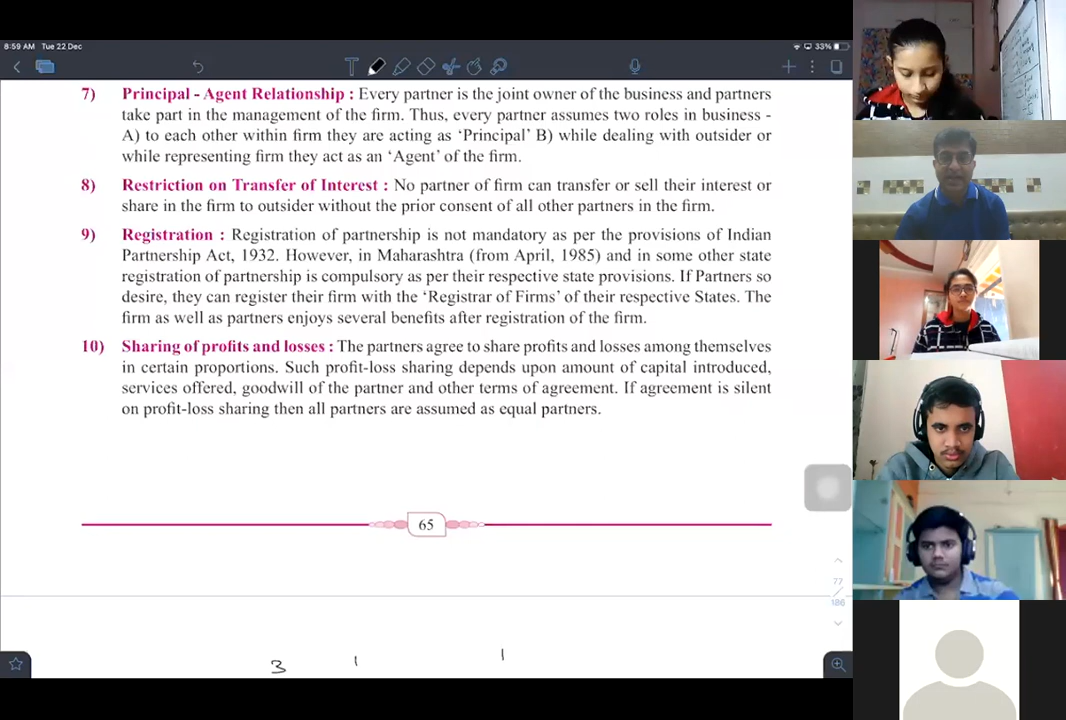 8:59 AM Tue 22 Dec
33%
7) Principal - Agent Relationship : Every partner is the joint owner of the business and partners
take part in the management of the firm. Thus, every partner assumes two roles in business -
A) to each other within firm they are acting as ‘Principal’ B) while dealing with outsider or
while representing firm they act as an ‘Agent’ of the firm.
8) Restriction on Transfer of Interest : No partner of firm can transfer or sell their interest or
share in the firm to outsider without the prior consent of all other partners in the firm.
9) Registration : Registration of partnership is not mandatory as per the provisions of Indian
Partnership Act, 1932. However, in Maharashtra (from April, 1985) and in some other state
registration of partnership is compulsory as per their respective state provisions. If Partners so
desire, they can register their firm with the ‘Registrar of Firms’ of their respective States. The
firm as well as partners enjoys several benefits after registration of the firm.
10) Sharing of profits and losses : The partners agree to share profits and losses among themselves
in certain proportions. Such profit-loss sharing depends upon amount of capital introduced,
services offered, goodwill of the partner and other terms of agreement. If agreement is silent
on profit-loss sharing then all partners are assumed as equal partners.
65
77
/
186
3 1 1